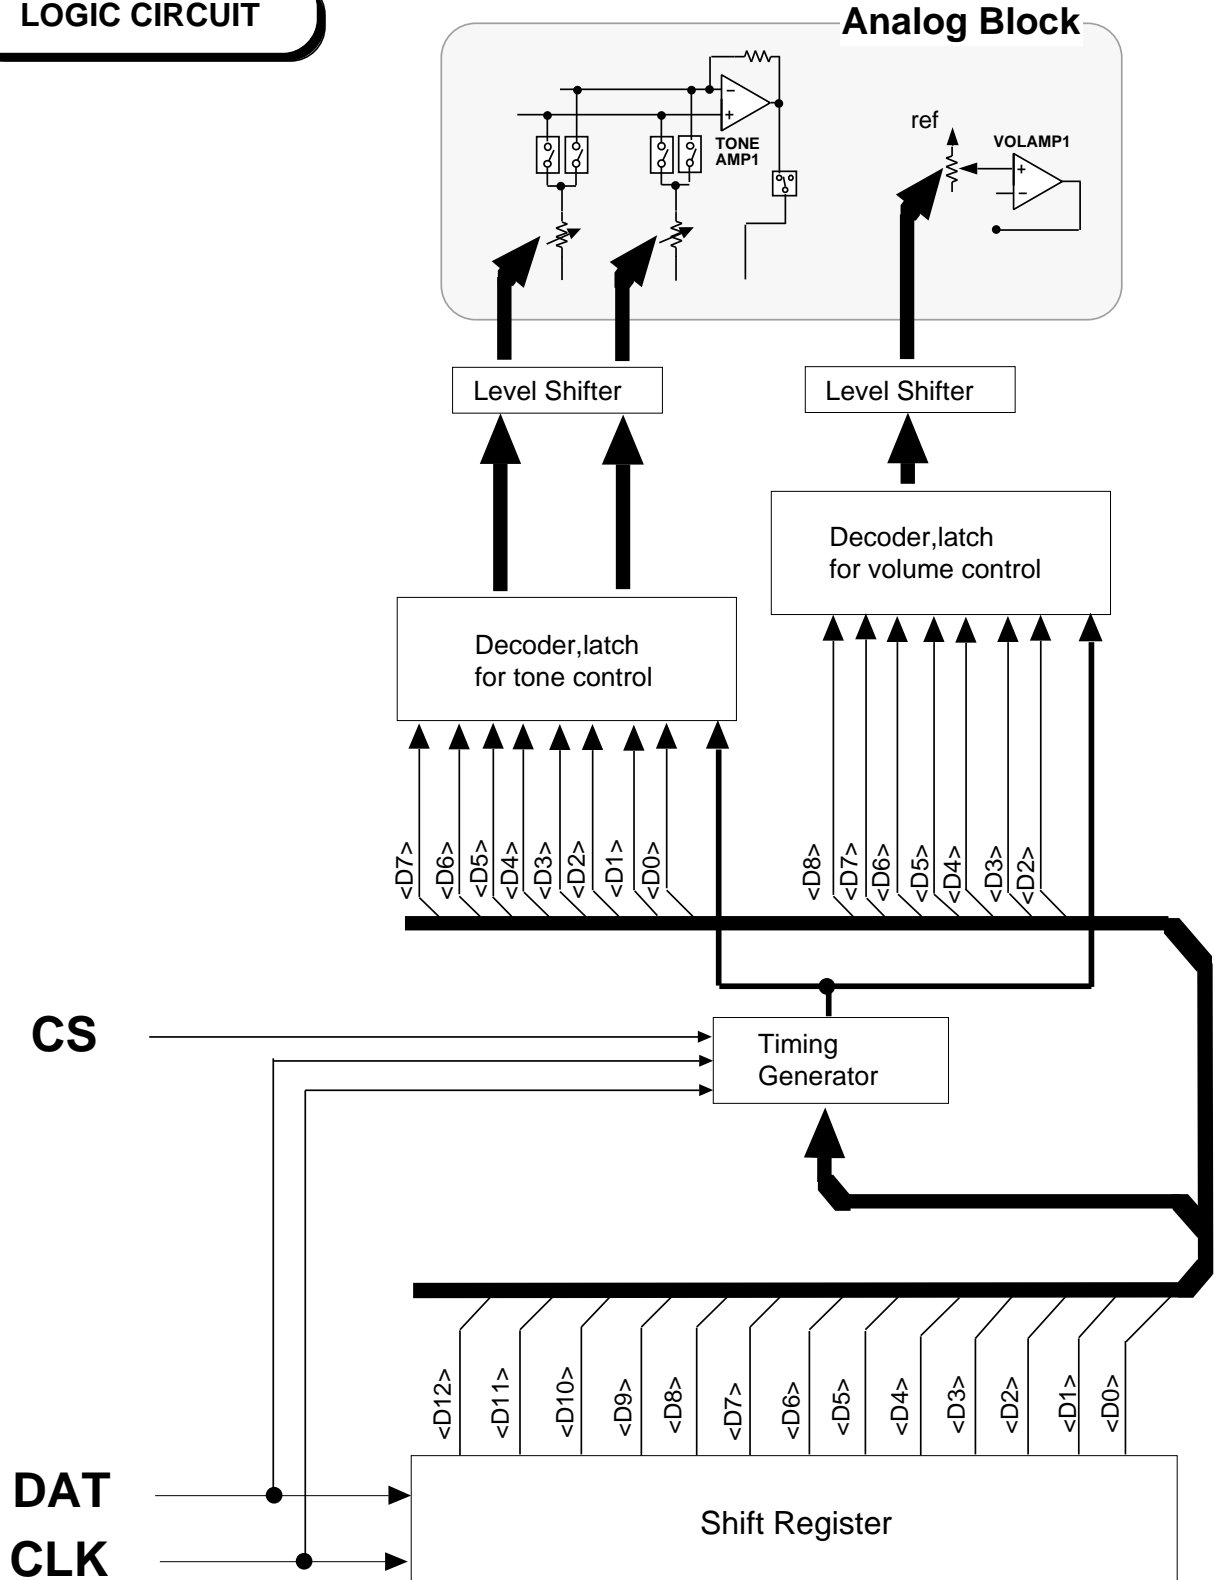 LOGIC CIRCUIT
Analog Block
TONE
AMP1
ref
VOLAMP1
Level Shifter
Level Shifter
Decoder,latch
for volume control
Decoder,latch
for tone control
<D7>
<D6>
<D5>
<D4>
<D3>
<D2>
<D1>
<D0>
<D8>
<D7>
<D6>
<D5>
<D4>
<D3>
<D2>
CS
Timing
Generator
<D12>
<D11>
<D10>
<D9>
<D8>
<D7>
<D6>
<D5>
<D4>
<D3>
<D2>
<D1>
<D0>
DAT
Shift Register
CLK